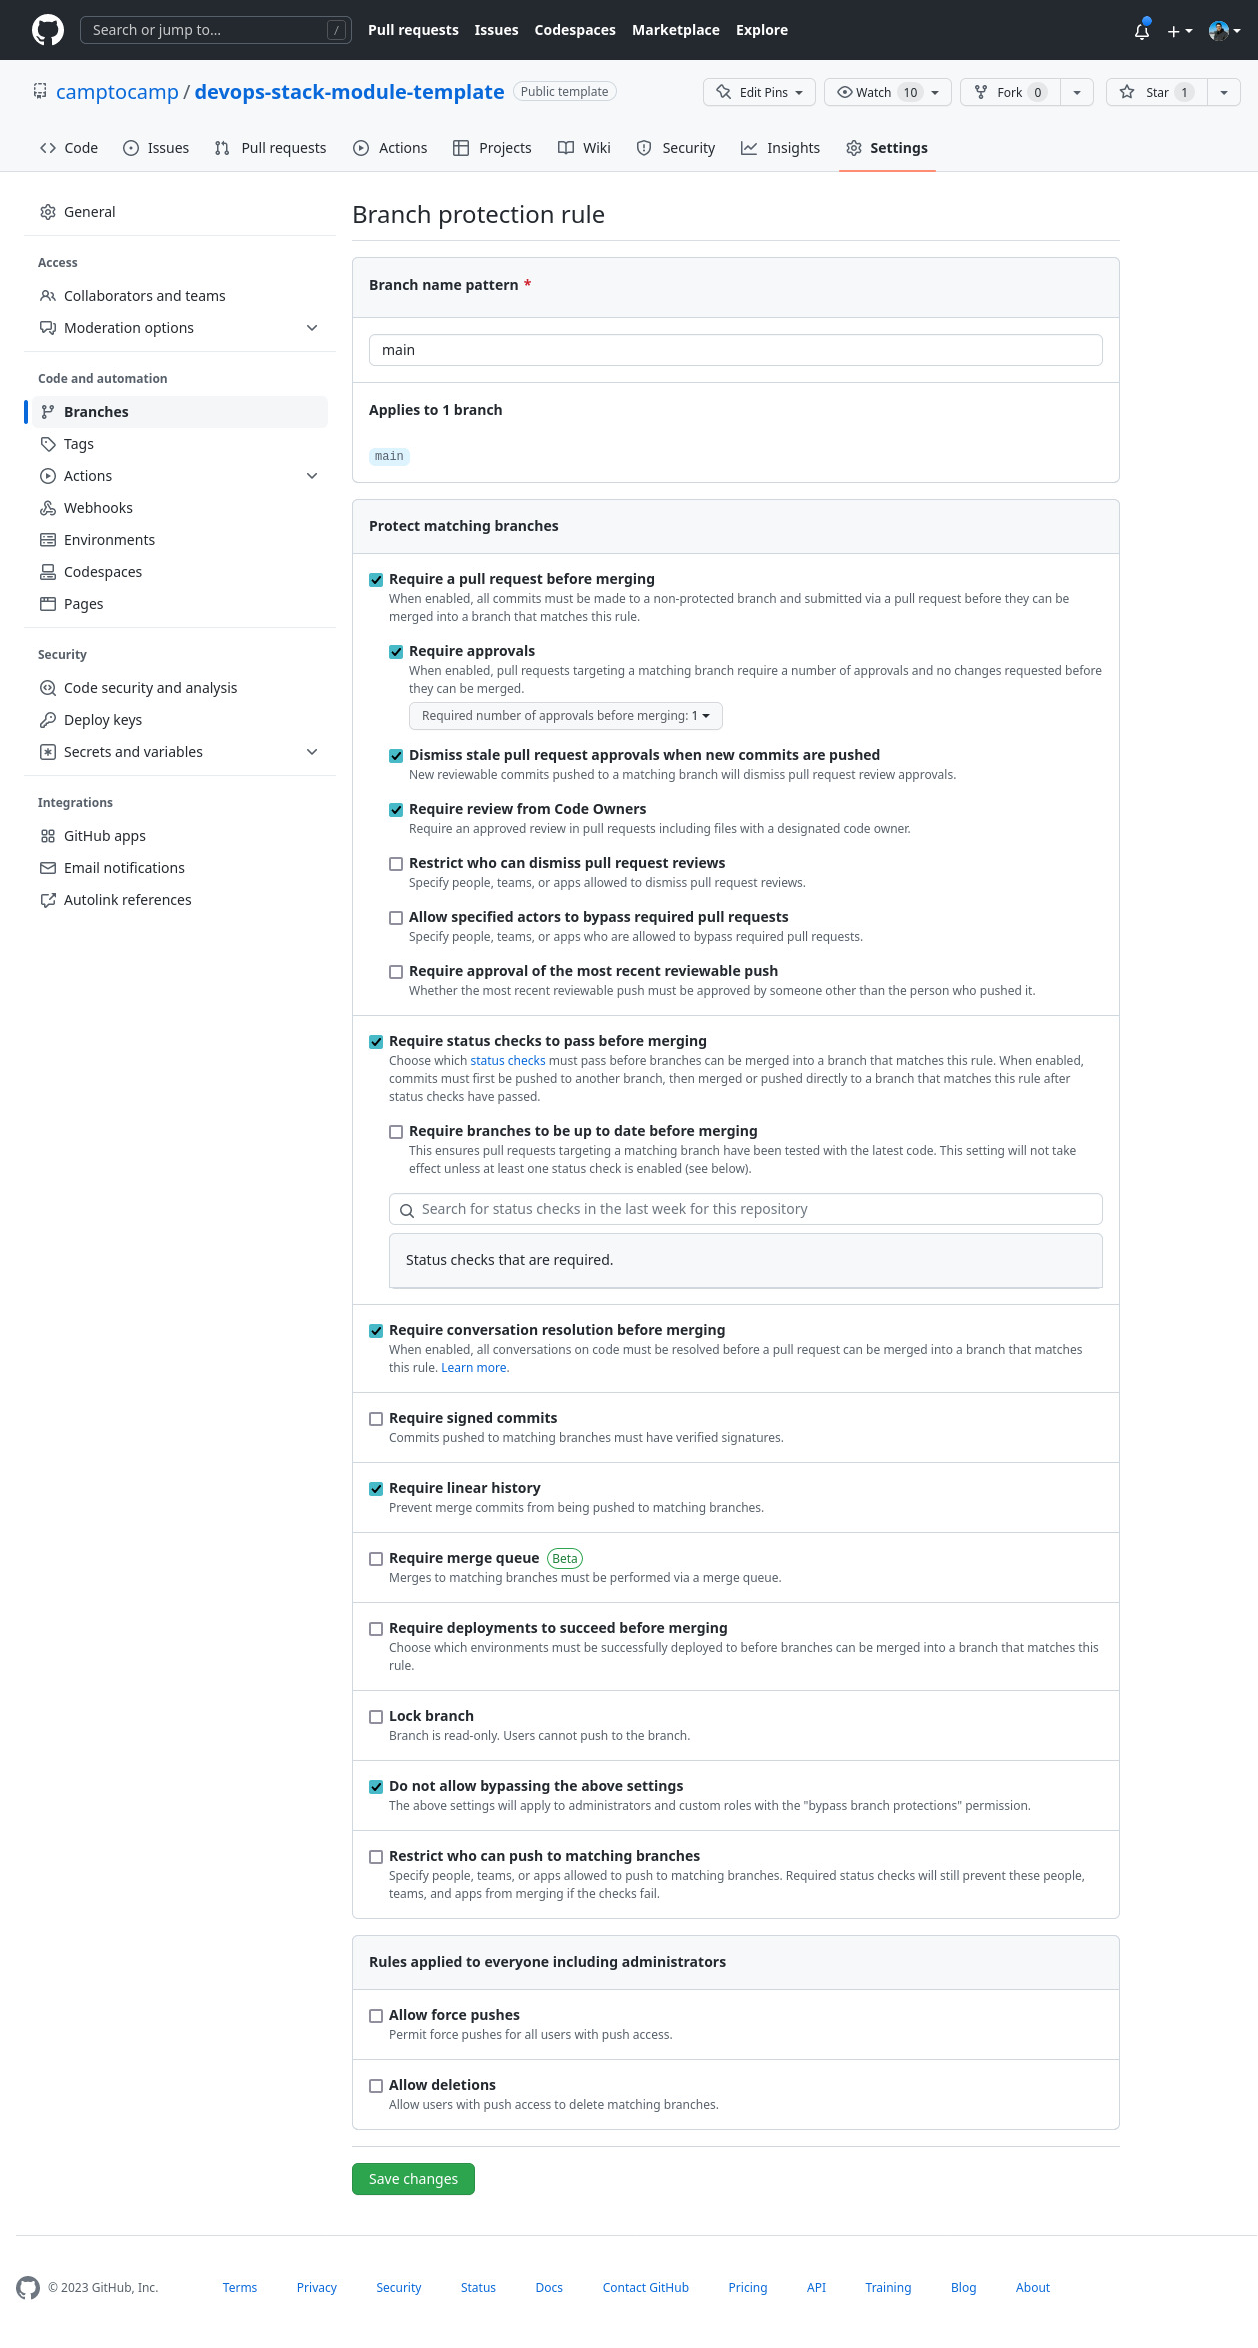 Search or jump to...
/
Pull requests
Issues
Codespaces
Marketplace
Explore
camptocamp / devops-stack-module-template
Public template
Edit Pins
Watch 10
Fork 0
Star 1
Code
Issues
Pull requests
Actions
Projects
Wiki
Security
Insights
Settings
General
Access
Collaborators and teams
Moderation options
Code and automation
Branches
Tags
Actions
Webhooks
Environments
Codespaces
Pages
Security
Code security and analysis
Deploy keys
Secrets and variables
Integrations
GitHub apps
Email notifications
Autolink references
Branch protection rule
Branch name pattern *
main
Applies to 1 branch
main
Protect matching branches
Require a pull request before merging
When enabled, all commits must be made to a non-protected branch and submitted via a pull request before they can be
merged into a branch that matches this rule.
Require approvals
When enabled, pull requests targeting a matching branch require a number of approvals and no changes requested before
they can be merged.
Required number of approvals before merging: 1
Dismiss stale pull request approvals when new commits are pushed
New reviewable commits pushed to a matching branch will dismiss pull request review approvals.
Require review from Code Owners
Require an approved review in pull requests including files with a designated code owner.
Restrict who can dismiss pull request reviews
Specify people, teams, or apps allowed to dismiss pull request reviews.
Allow specified actors to bypass required pull requests
Specify people, teams, or apps who are allowed to bypass required pull requests.
Require approval of the most recent reviewable push
Whether the most recent reviewable push must be approved by someone other than the person who pushed it.
Require status checks to pass before merging
Choose which status checks must pass before branches can be merged into a branch that matches this rule. When enabled,
commits must first be pushed to another branch, then merged or pushed directly to a branch that matches this rule after
status checks have passed.
Require branches to be up to date before merging
This ensures pull requests targeting a matching branch have been tested with the latest code. This setting will not take
effect unless at least one status check is enabled (see below).
Search for status checks in the last week for this repository
Status checks that are required.
Require conversation resolution before merging
When enabled, all conversations on code must be resolved before a pull request can be merged into a branch that matches
this rule. Learn more.
Require signed commits
Commits pushed to matching branches must have verified signatures.
Require linear history
Prevent merge commits from being pushed to matching branches.
Require merge queue Beta
Merges to matching branches must be performed via a merge queue.
Require deployments to succeed before merging
Choose which environments must be successfully deployed to before branches can be merged into a branch that matches this
rule.
Lock branch
Branch is read-only. Users cannot push to the branch.
Do not allow bypassing the above settings
The above settings will apply to administrators and custom roles with the "bypass branch protections" permission.
Restrict who can push to matching branches
Specify people, teams, or apps allowed to push to matching branches. Required status checks will still prevent these people,
teams, and apps from merging if the checks fail.
Rules applied to everyone including administrators
Allow force pushes
Permit force pushes for all users with push access.
Allow deletions
Allow users with push access to delete matching branches.
Save changes
© 2023 GitHub, Inc.
Terms
Privacy
Security
Status
Docs
Contact GitHub
Pricing
API
Training
Blog
About